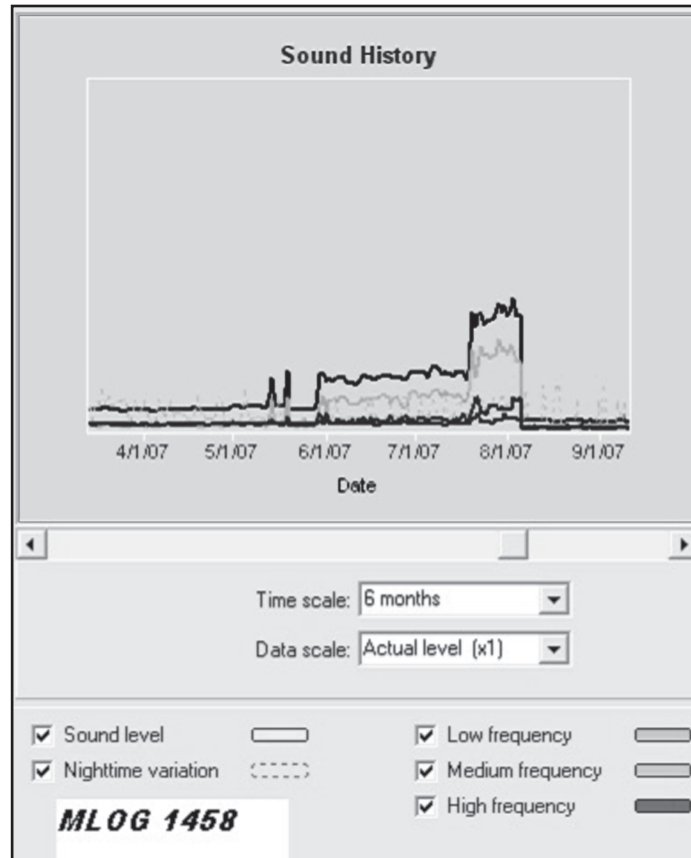 Sound History
4/1/07 5/1/07 6/1/07 7/1/07 8/1/07 9/1/07
Date
Time scale: 6 months
Data scale: Actual level (x1)
Sound level
Low frequency
Nighttime variation
Medium frequency
High frequency
MLOG 1458